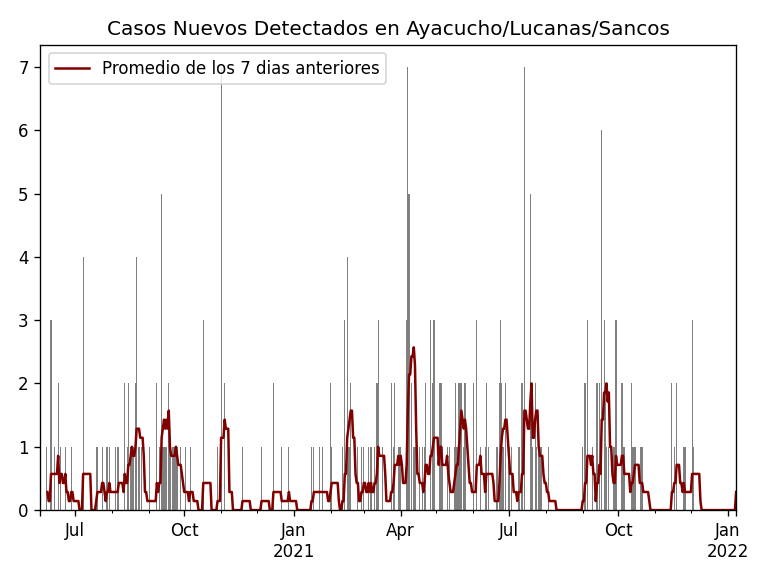 Casos Nuevos Detectados en Ayacucho/Lucanas/Sancos
Promedio de los 7 dias anteriores
7
6
5
4
3
2
1
0
Jul
Oct
Jan
2021
Apr
Jul
Oct
Jan
2022